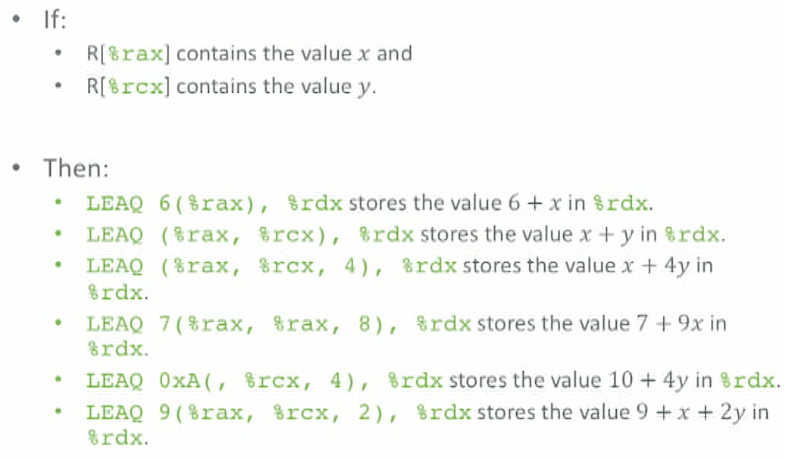 • If:
• R[%rax] contains the value x and
• R[%rcx] contains the value y.
• Then:
• LEAQ 6(%rax), %rdx stores the value 6 + x in %rdx.
• LEAQ (%rax, %rcx), %rdx stores the value x + y in %rdx.
• LEAQ (%rax, %rcx, 4), %rdx stores the value x + 4y in
%rdx.
• LEAQ 7(%rax, %rax, 8), %rdx stores the value 7 + 9x in
%rdx.
• LEAQ 0xA(, %rcx, 4), %rdx stores the value 10 + 4y in %rdx.
• LEAQ 9(%rax, %rcx, 2), %rdx stores the value 9 + x + 2y in
%rdx.